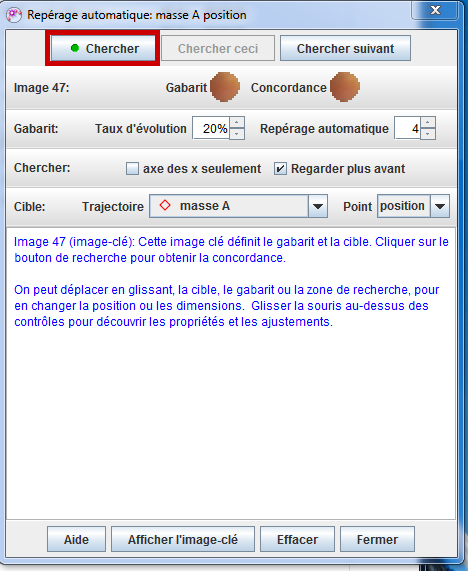 Repérage automatique: masse A position
x
Chercher Chercher ceci Chercher suivant
Image 47: Gabarit Concordance
Gabarit: Taux d'évolution 20% Repérage automatique 4
Chercher: axe des x seulement Regarder plus avant
Cible: Trajectoire masse A Point position
Image 47 (image-clé): Cette image clé définit le gabarit et la cible. Cliquer sur le
bouton de recherche pour obtenir la concordance.
On peut déplacer en glissant, la cible, le gabarit ou la zone de recherche, pour
en changer la position ou les dimensions. Glisser la souris au-dessus des
contrôles pour découvrir les propriétés et les ajustements.
Aide Afficher l'image-clé Effacer Fermer